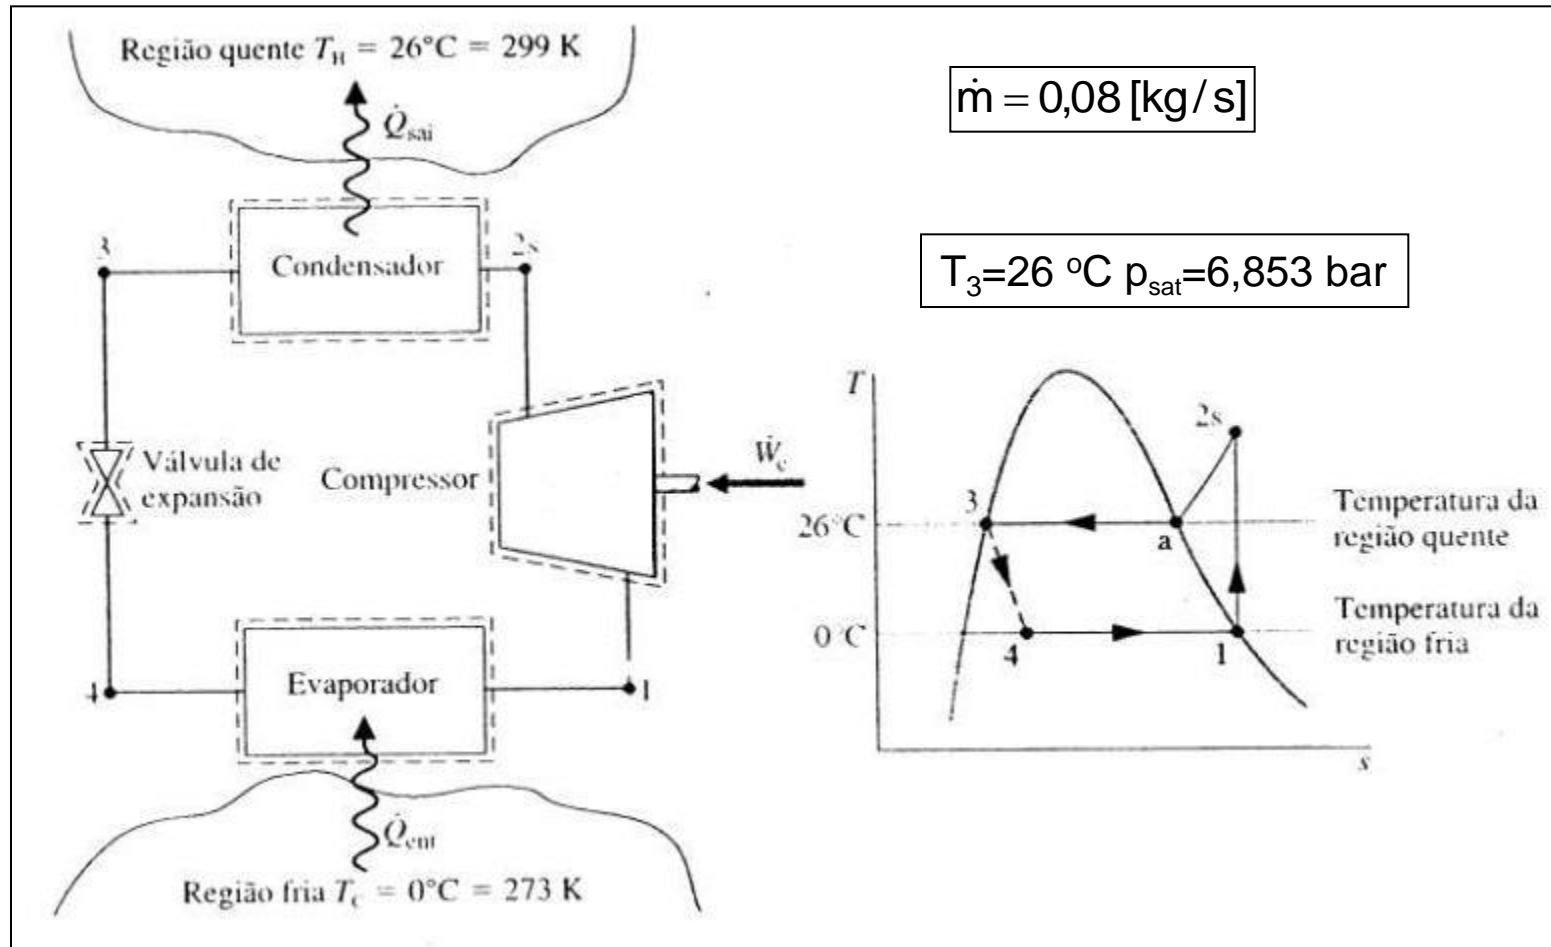 Região quente T_H = 26°C = 299 K
ṁ = 0,08 [kg/s]
Q̇_sai
T₃=26 ºC p_sat=6,853 bar
3
2s
Condensador
Válvula de
expansão
Compressor
Ẇ_c
4
1
Evaporador
Q̇_ent
Região fria T_c = 0°C = 273 K
T
2s
3
26°C
a
Temperatura da
região quente
0°C
4
1
Temperatura da
região fria
s